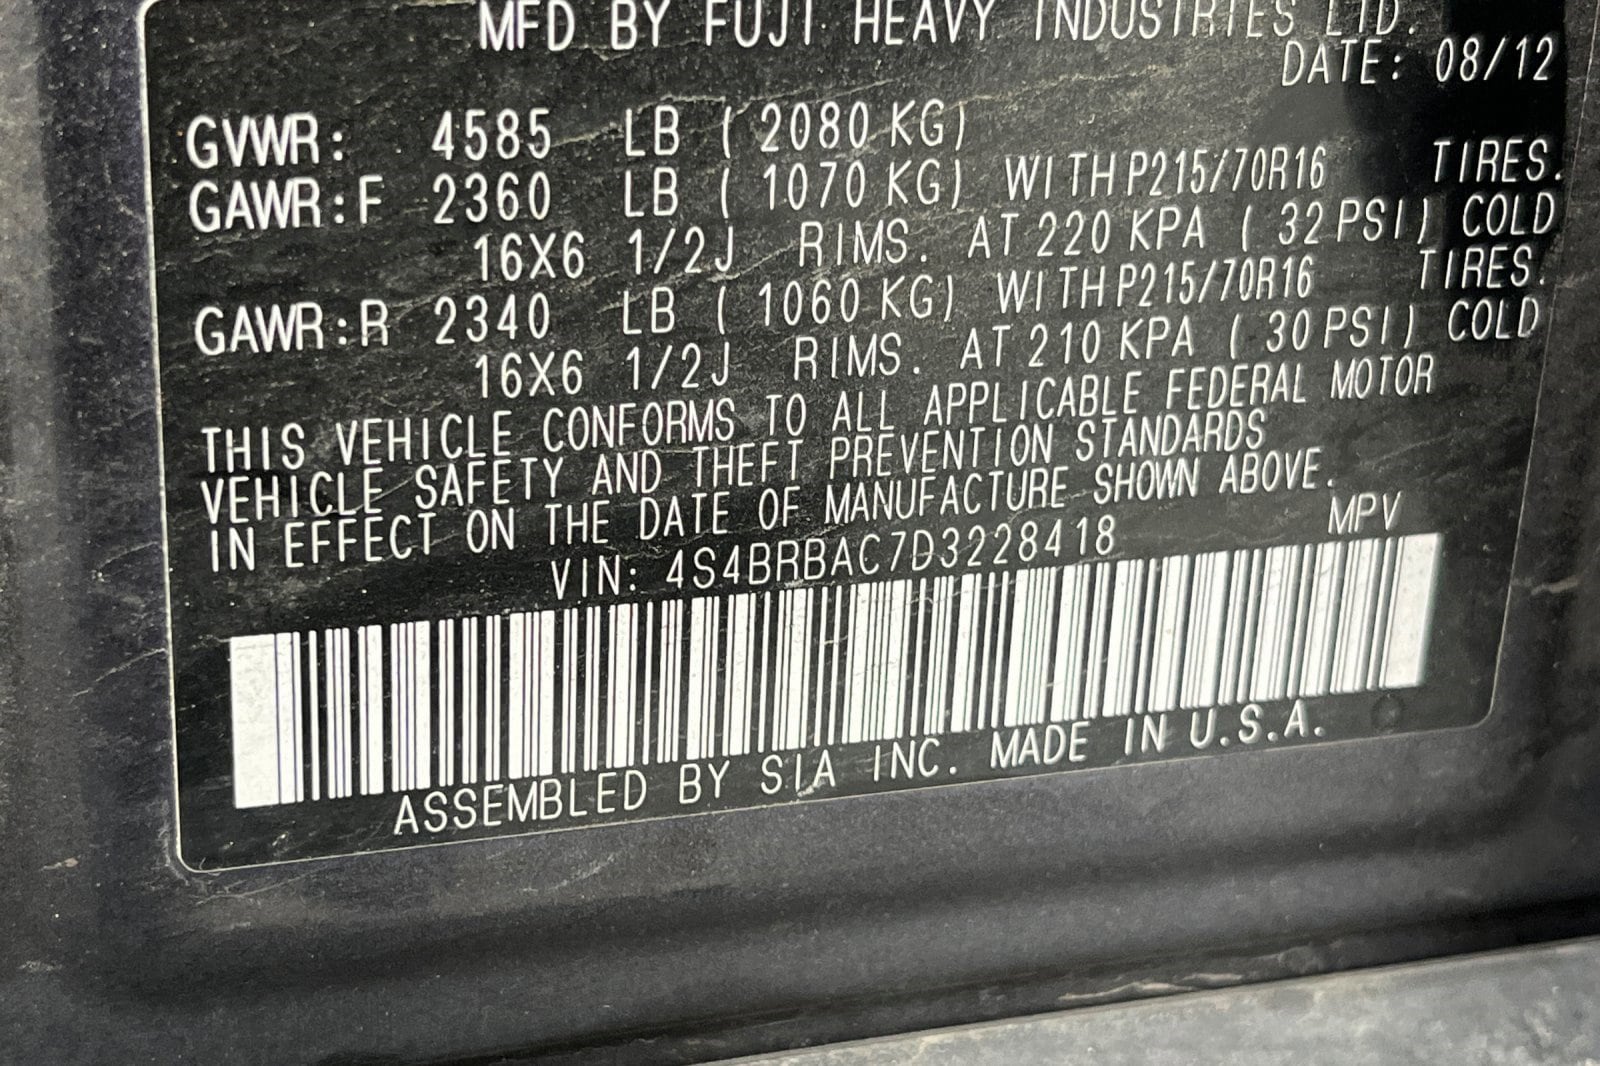 MFD BY FUJI HEAVY INDUSTRIES LTD.
DATE: 08/12
GVWR: 4585 LB ( 2080 KG)
GAWR:F 2360 LB ( 1070 KG) WITH P215/70R16 TIRES.
16X6 1/2J RIMS. AT 220 KPA ( 32 PSI) COLD
GAWR:R 2340 LB ( 1060 KG) WITH P215/70R16 TIRES.
16X6 1/2J RIMS. AT 210 KPA ( 30 PSI) COLD
THIS VEHICLE CONFORMS TO ALL APPLICABLE FEDERAL MOTOR
VEHICLE SAFETY AND THEFT PREVENTION STANDARDS
IN EFFECT ON THE DATE OF MANUFACTURE SHOWN ABOVE.
VIN: 4S4BRBAC7D3228418 MPV
ASSEMBLED BY SIA INC. MADE IN U.S.A.